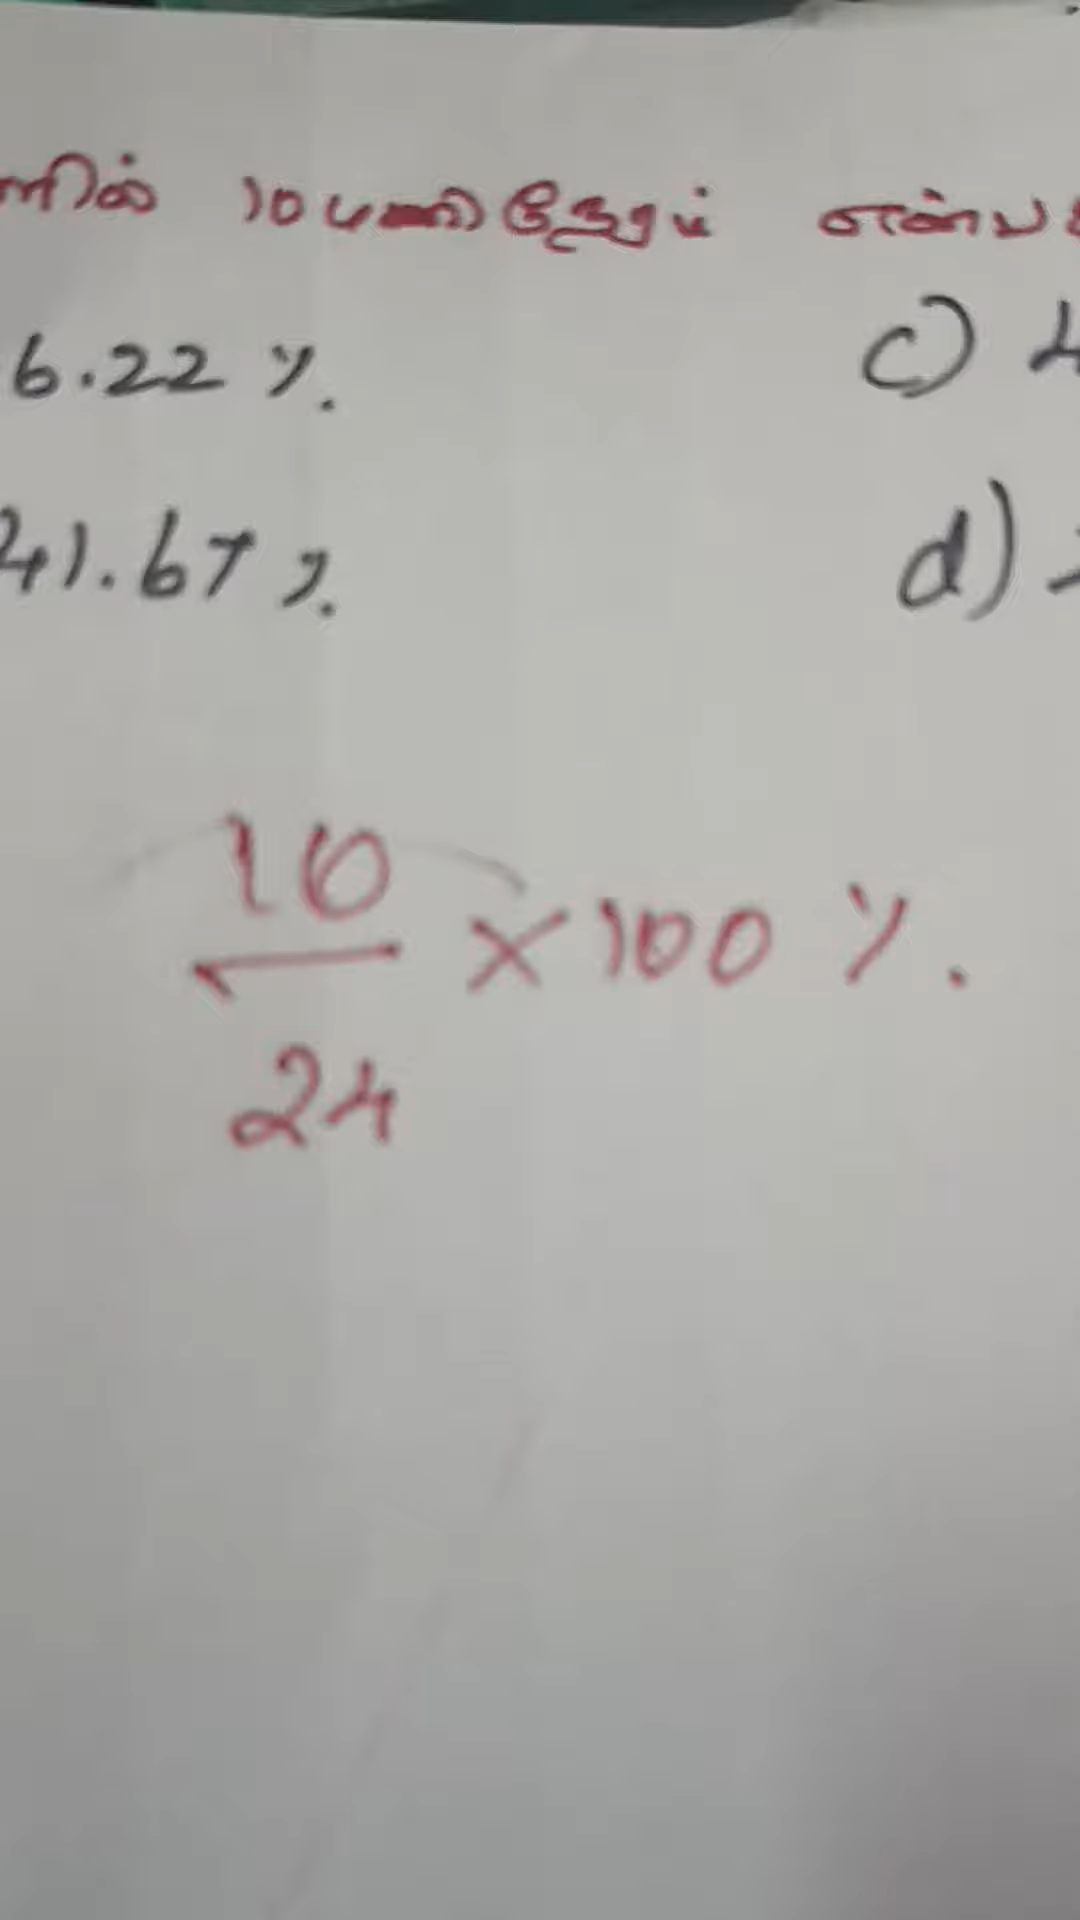 10 மணி நேரம்
6.22 %. c)
41.67 %. d)
10
24
× 100 %.